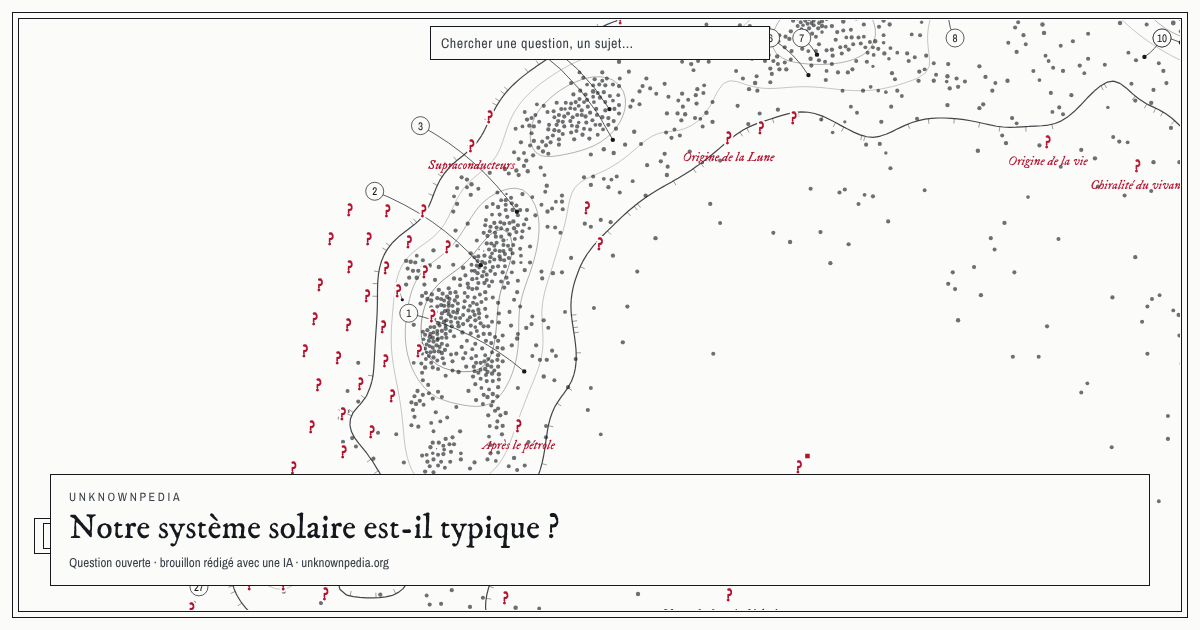 Chercher une question, un sujet...
7
8
10
3
Supraconducteurs
Origine de la Lune
Origine de la vie
2
Chiralité du vivan
1
Après le pétrole
UNKNOWNPEDIA
Notre système solaire est-il typique ?
Question ouverte · brouillon rédigé avec une IA · unknownpedia.org
27